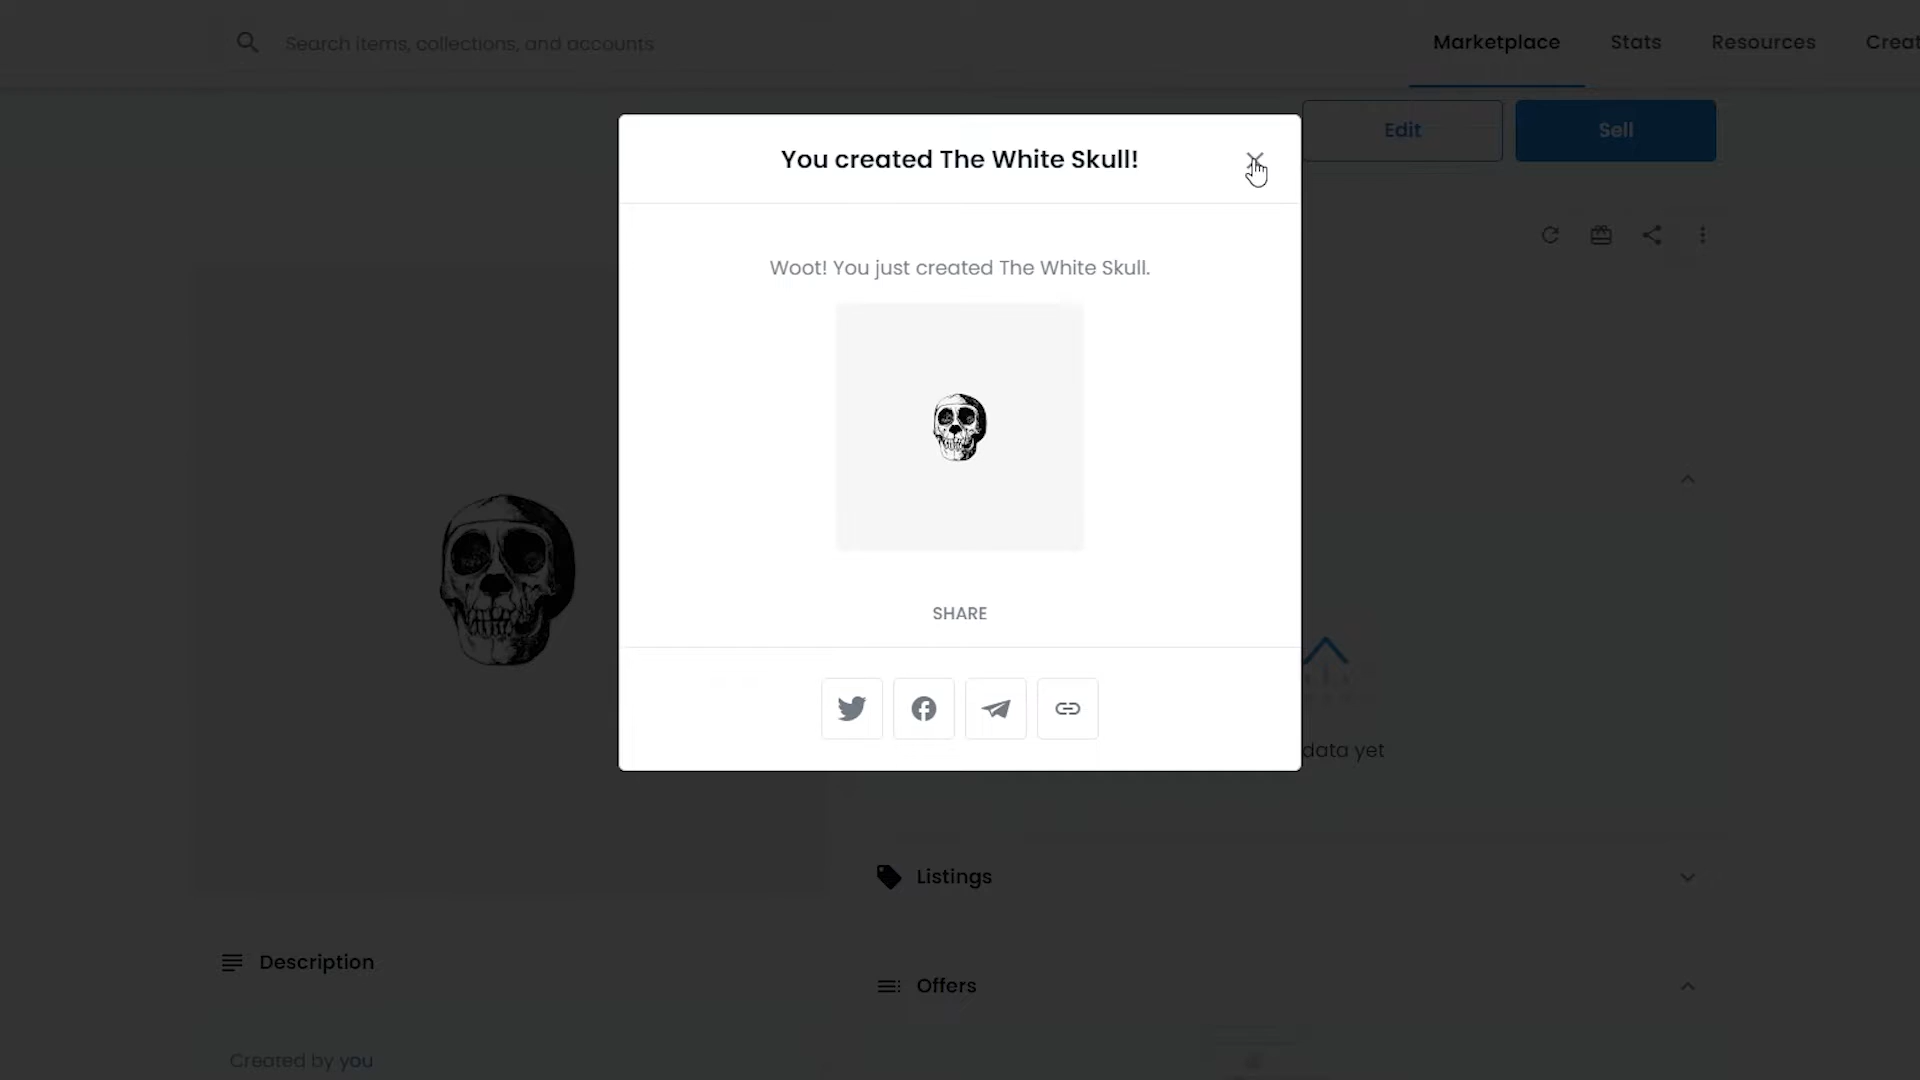 Search items, collections, and accounts
Marketplace
Stats
Resources
Creat
Edit
Sell
You created The White Skull!
Woot! You just created The White Skull.
SHARE
data yet
Listings
Description
Offers
Created by you